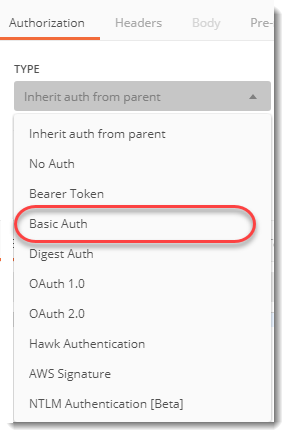 Authorization Headers Body Pre-
TYPE
Inherit auth from parent
Inherit auth from parent
No Auth
Bearer Token
Basic Auth
Digest Auth
OAuth 1.0
OAuth 2.0
Hawk Authentication
AWS Signature
NTLM Authentication [Beta]